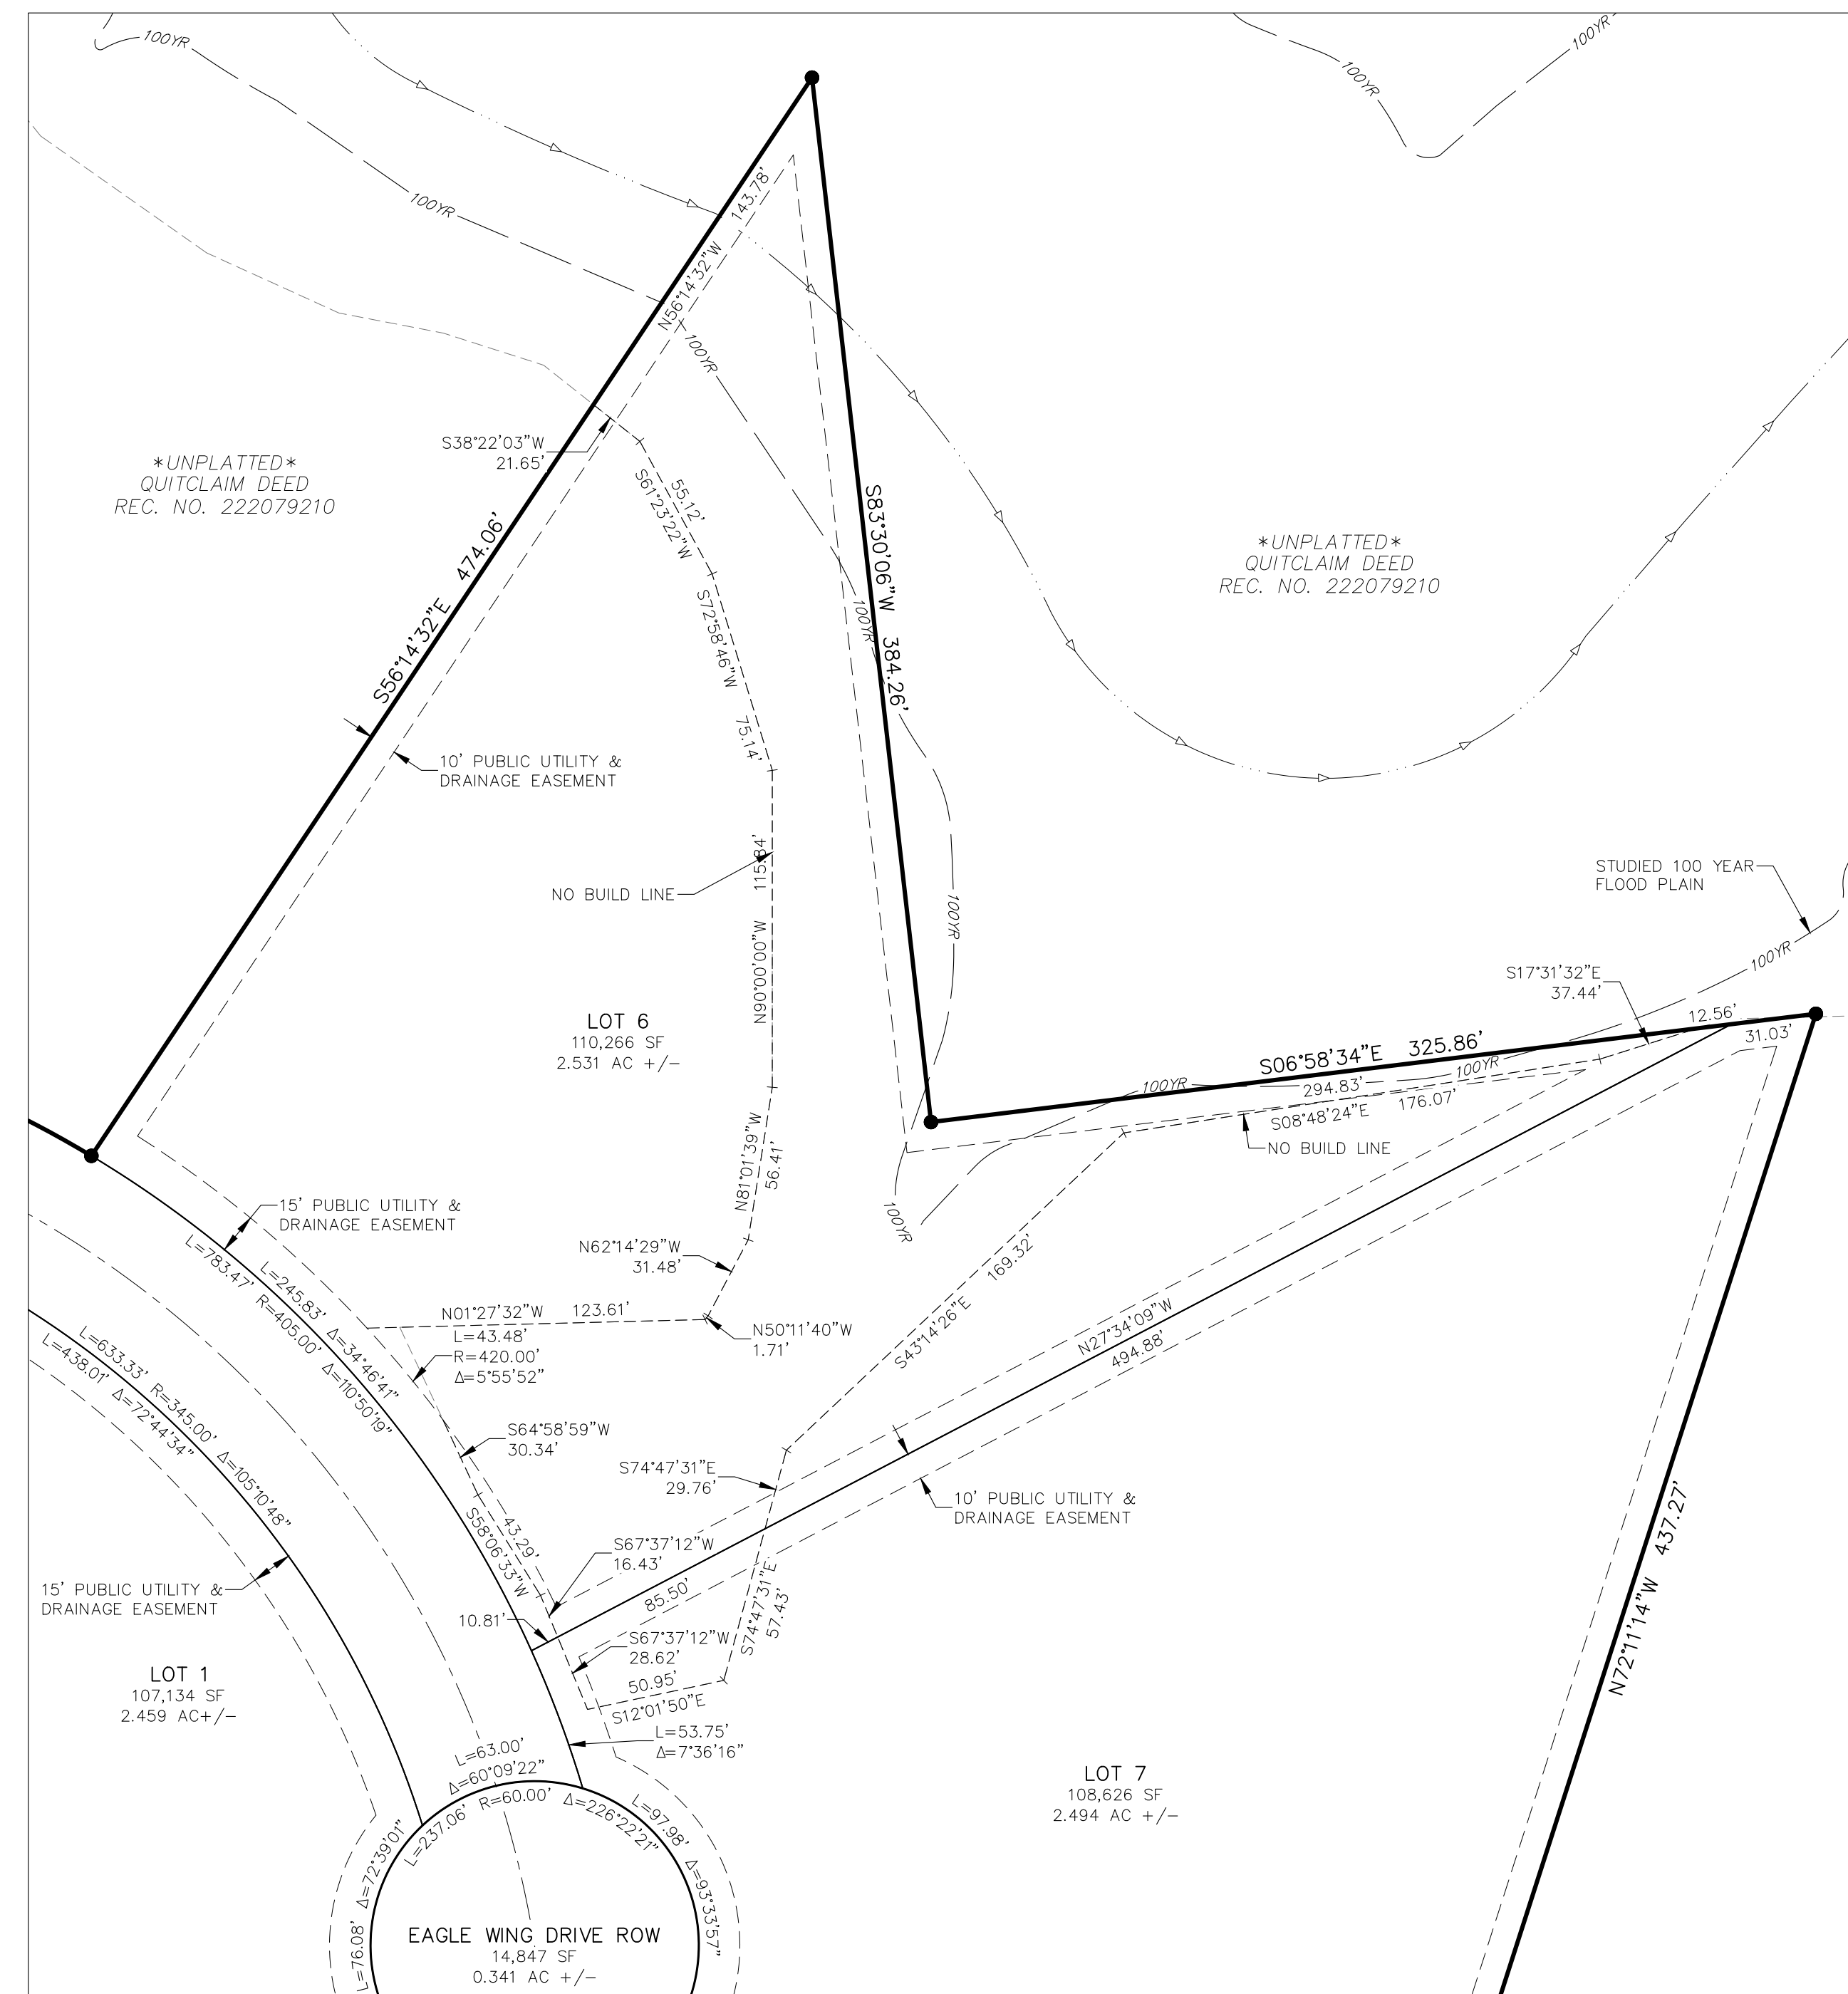 100YR
100YR
100YR
100YR
N56°14'32"W 143.78'
100YR
S38°22'03"W
21.65'
*UNPLATTED*
QUITCLAIM DEED
REC. NO. 222079210
55.12'
S61°23'22"W
S56°14'32"E 474.06'
S83°30'06"W 384.26'
*UNPLATTED*
QUITCLAIM DEED
REC. NO. 222079210
S72°58'46"W 75.14'
100YR
10' PUBLIC UTILITY &
DRAINAGE EASEMENT
NO BUILD LINE
N90°00'00"W 115.84'
100YR
STUDIED 100 YEAR
FLOOD PLAIN
100YR
S17°31'32"E
37.44'
12.56'
31.03'
LOT 6
110,266 SF
2.531 AC +/-
S06°58'34"E 325.86'
100YR
294.83'
100YR
S08°48'24"E 176.07'
NO BUILD LINE
N81°01'39"W
56.41'
100YR
15' PUBLIC UTILITY &
DRAINAGE EASEMENT
N62°14'29"W
31.48'
S43°14'26"E 169.32'
L=245.83' Δ=34°46'41"
L=783.47' R=405.00' Δ=110°50'19"
N01°27'32"W 123.61'
L=43.48'
R=420.00'
Δ=5°55'52"
N50°11'40"W
1.71'
N27°34'09"W
494.88'
L=633.33' R=345.00' Δ=105°10'48"
L=438.01' Δ=72°44'34"
S64°58'59"W
30.34'
S74°47'31"E
29.76'
10' PUBLIC UTILITY &
DRAINAGE EASEMENT
N72°11'14"W 437.27'
43.29'
S58°06'33"W
S67°37'12"W
16.43'
15' PUBLIC UTILITY &
DRAINAGE EASEMENT
85.50'
10.81'
S74°47'31"E
57.43'
S67°37'12"W
28.62'
50.95'
S12°01'50"E
LOT 1
107,134 SF
2.459 AC+/-
L=53.75'
Δ=7°36'16"
L=63.00'
Δ=60°09'22"
L=237.06' R=60.00' Δ=226°22'21"
L=97.98' Δ=93°33'57"
L=76.08' Δ=72°39'01"
LOT 7
108,626 SF
2.494 AC +/-
EAGLE WING DRIVE ROW
14,847 SF
0.341 AC +/-